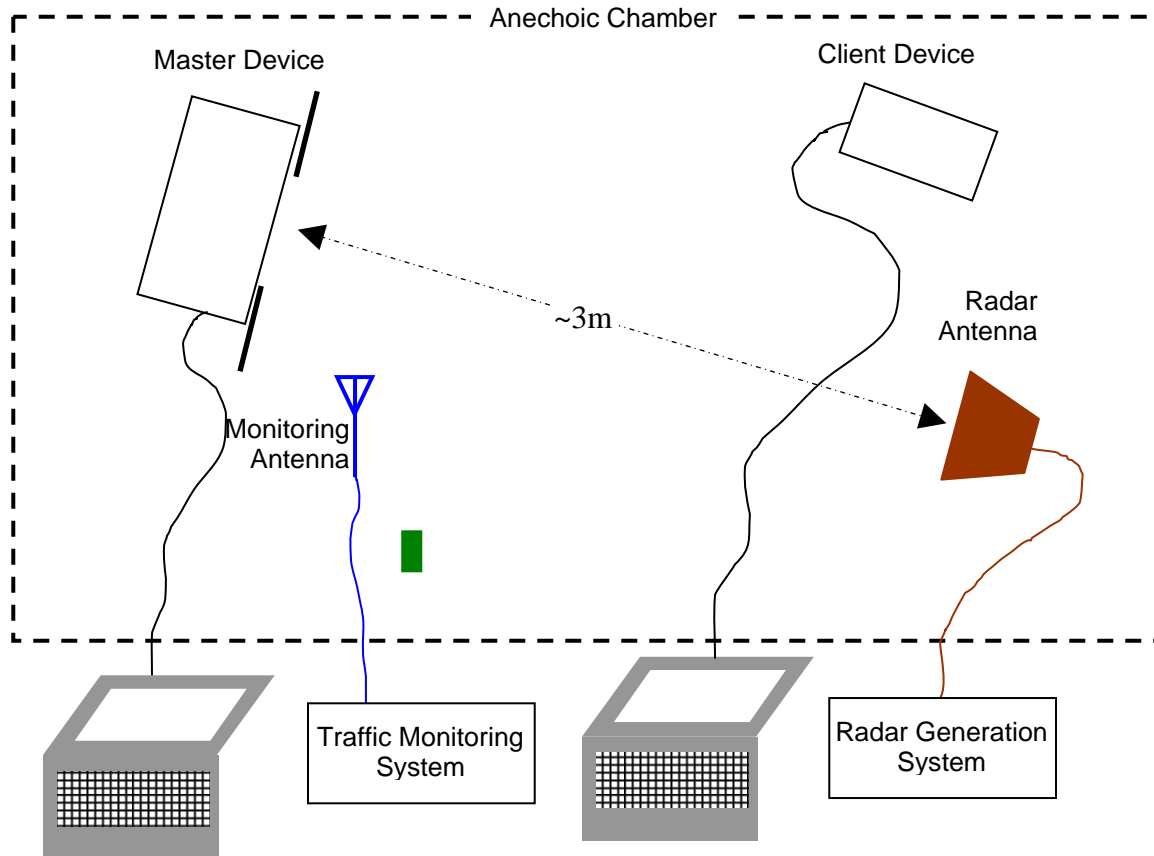 Anechoic Chamber
Master Device
Client Device
~3m
Radar
Antenna
Monitoring
Antenna
Traffic Monitoring
System
Radar Generation
System